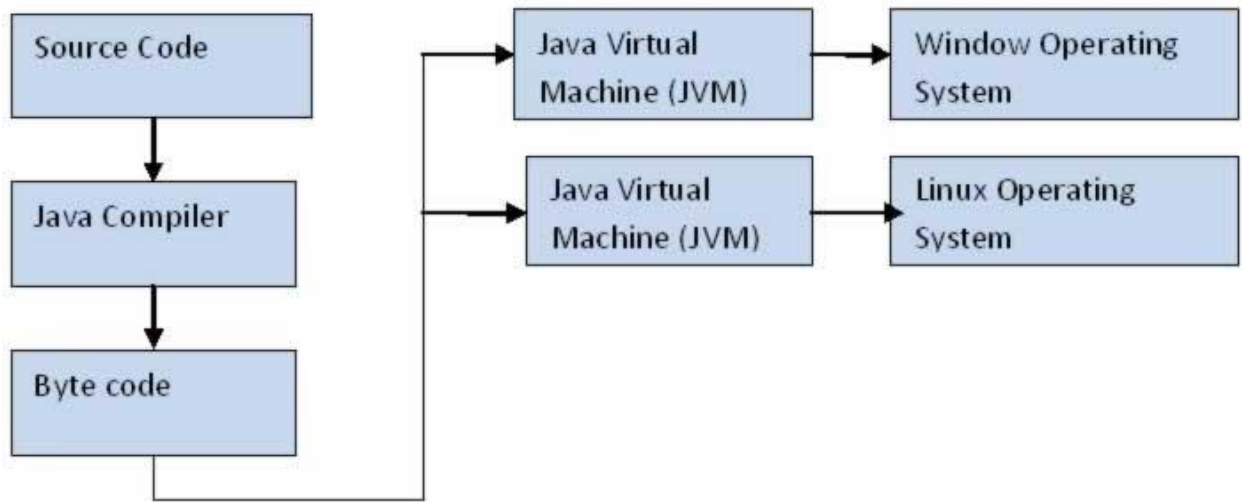 Source Code
Java Compiler
Byte code
Java Virtual
Machine (JVM)
Window Operating
System
Java Virtual
Machine (JVM)
Linux Operating
System